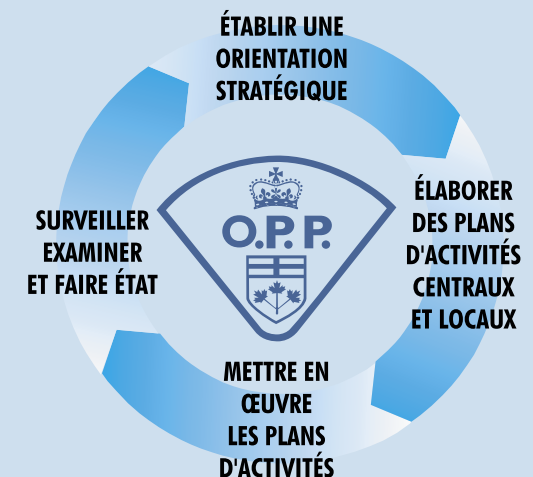 ÉTABLIR UNE
ORIENTATION
STRATÉGIQUE
ÉLABORER
DES PLANS
D'ACTIVITÉS
CENTRAUX
ET LOCAUX
METTRE EN
ŒUVRE
LES PLANS
D'ACTIVITÉS
SURVEILLER
EXAMINER
ET FAIRE ÉTAT
O.P.P.